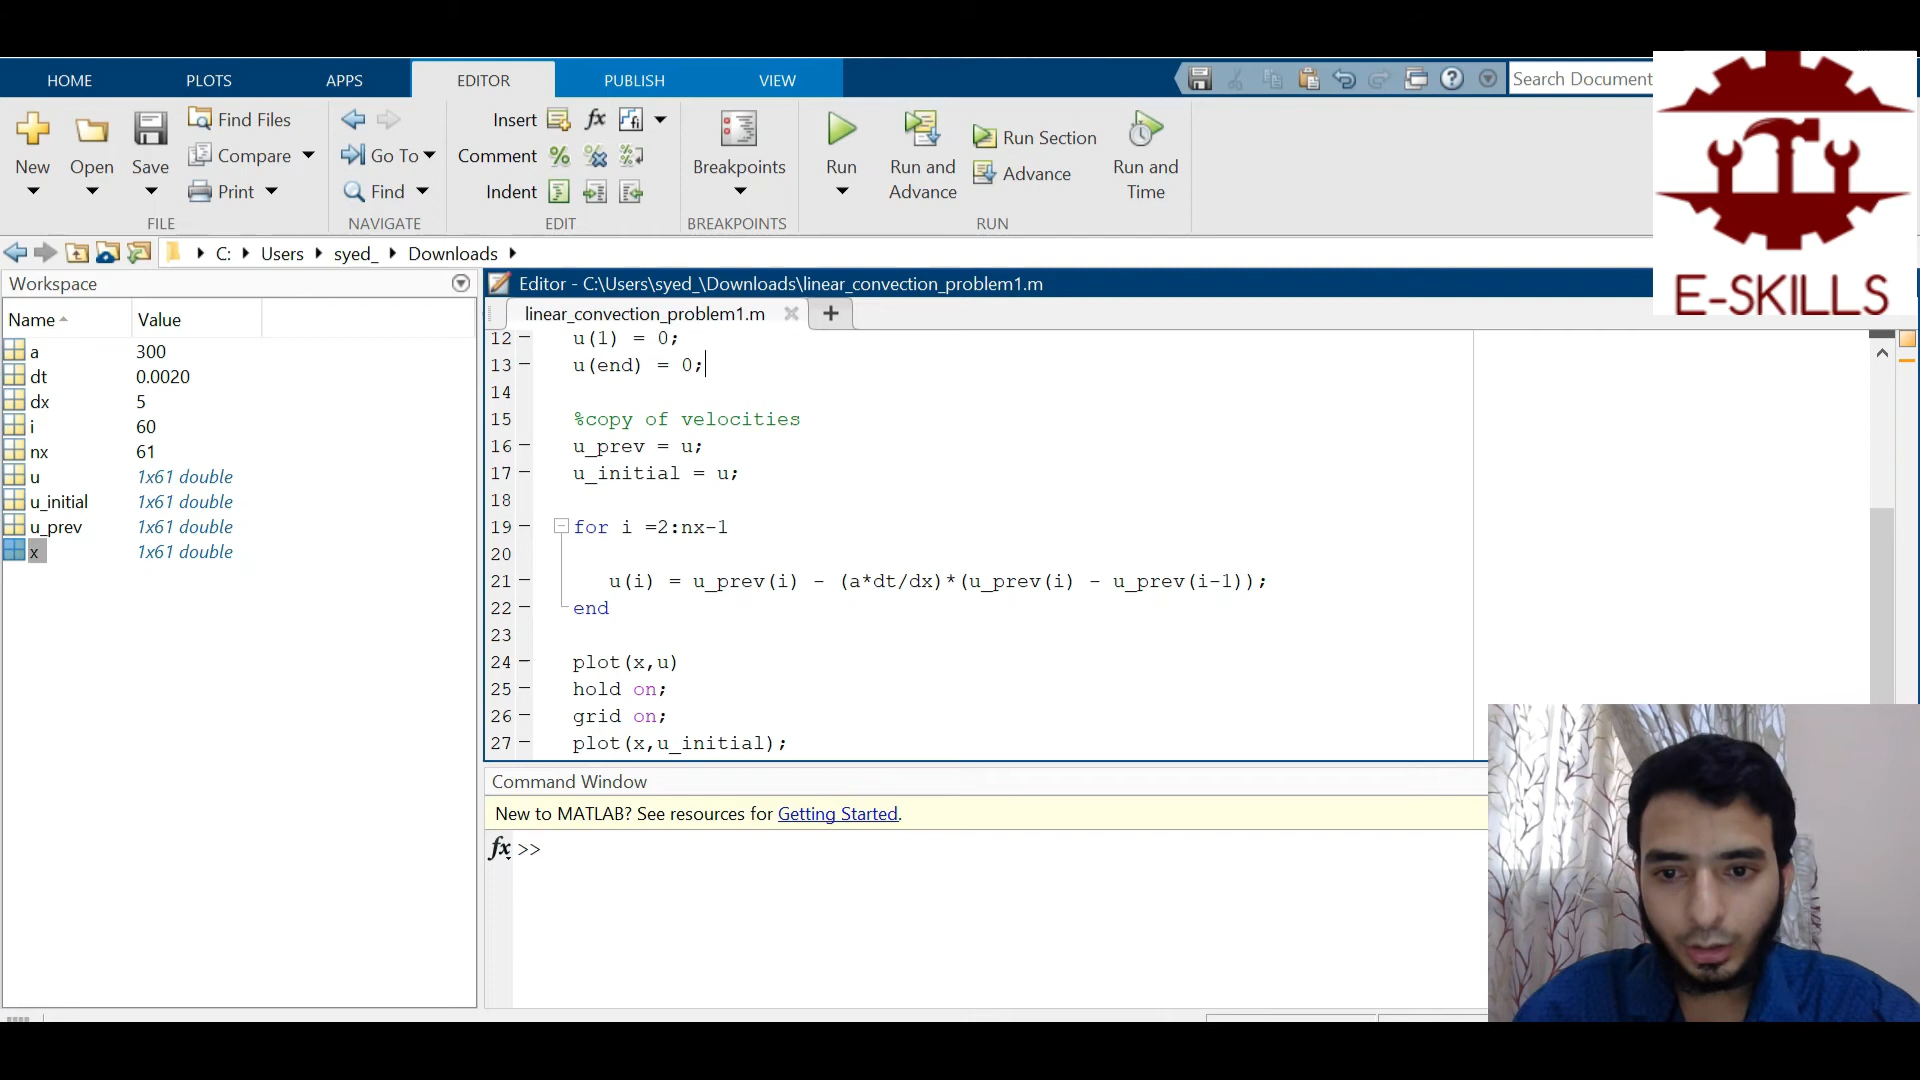 HOME PLOTS APPS EDITOR PUBLISH VIEW
Search Document
New
Open
Save
Find Files
Compare
Print
FILE
Go To
Find
NAVIGATE
Insert fx
Comment
Indent
EDIT
Breakpoints
BREAKPOINTS
Run
Run and
Advance
Run Section
Advance
Run and
Time
RUN
E-SKILLS
C: Users syed_ Downloads
Workspace
Name Value
a 300
dt 0.0020
dx 5
i 60
nx 61
u 1x61 double
u_initial 1x61 double
u_prev 1x61 double
x 1x61 double
Editor - C:\Users\syed_\Downloads\linear_convection_problem1.m
linear_convection_problem1.m
12 u(1) = 0;
13 u(end) = 0;
14
15 %copy of velocities
16 u_prev = u;
17 u_initial = u;
18
19 for i =2:nx-1
20
21 u(i) = u_prev(i) - (a*dt/dx)*(u_prev(i) - u_prev(i-1));
22 end
23
24 plot(x,u)
25 hold on;
26 grid on;
27 plot(x,u_initial);
Command Window
New to MATLAB? See resources for Getting Started.
fx >>